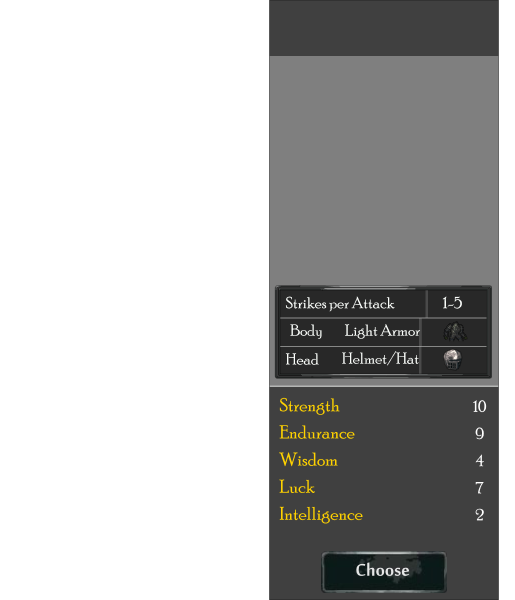 Strikes per Attack 1-5
Body Light Armor
Head Helmet/Hat
Strength 10
Endurance 9
Wisdom 4
Luck 7
Intelligence 2
Choose